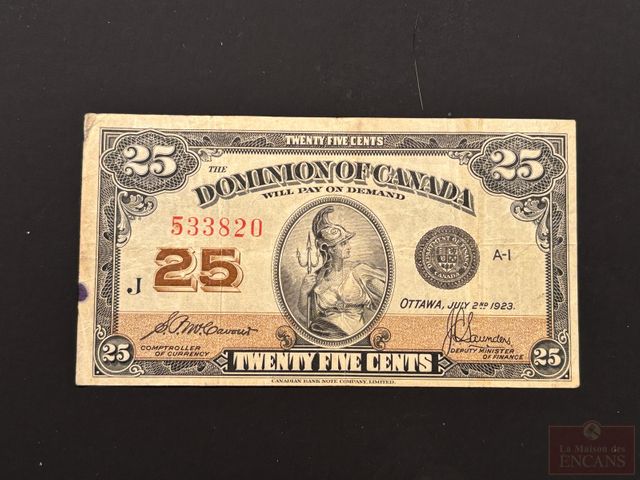 TWENTY FIVE CENTS
25 25
THE
DOMINION OF CANADA
WILL PAY ON DEMAND
533820
J 25
A-1
OTTAWA, JULY 2ND 1923.
COMPTROLLER
OF CURRENCY
J.C. Saunders
DEPUTY MINISTER
OF FINANCE
25 TWENTY FIVE CENTS 25
CANADIAN BANK NOTE COMPANY, LIMITED.
La Maison des
ENCANS